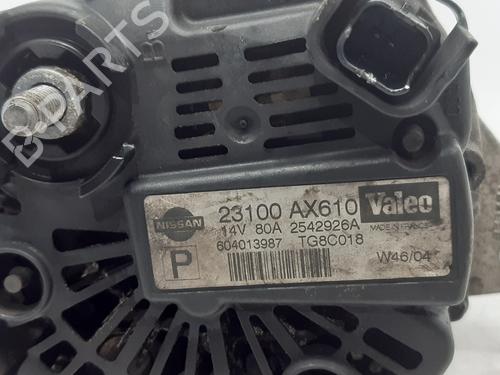 B-PARTS
NISSAN
23100 AX610
Valeo
14V 80A 2542926A
MADE IN FRANCE
604013987 TG8C018
P
W46/04